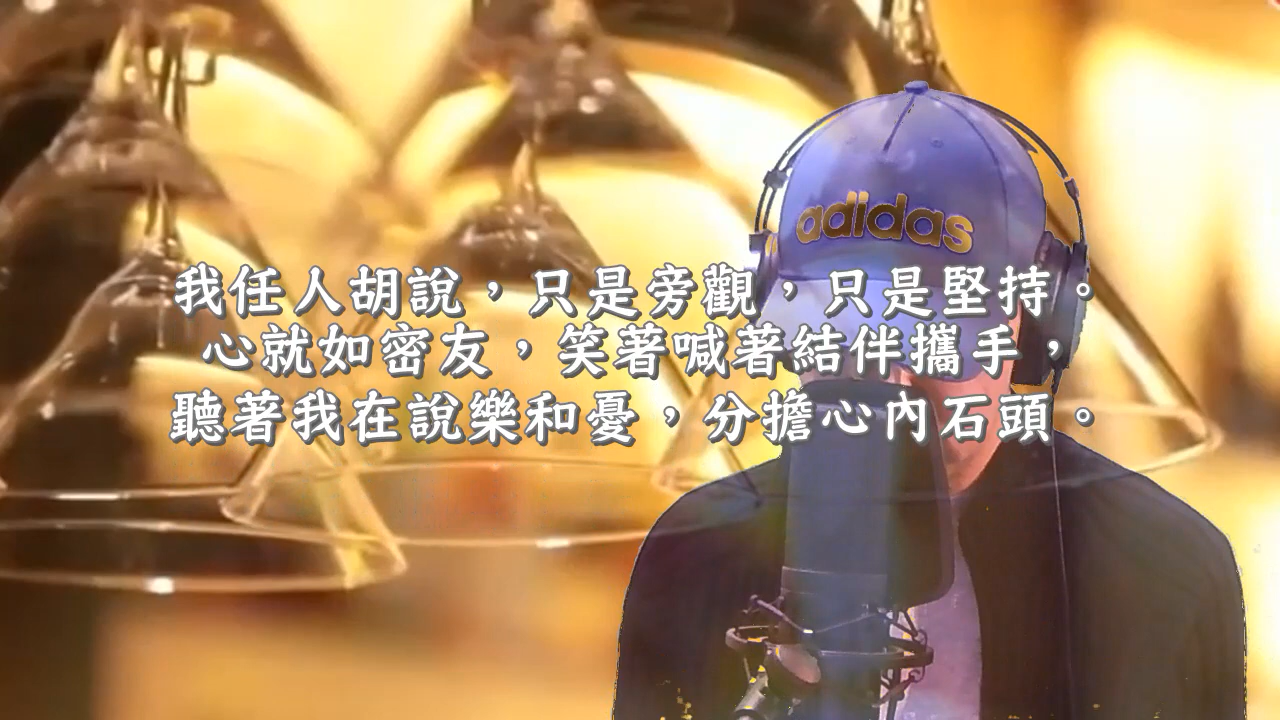 adidas
我任人胡說，只是旁觀，只是堅持。
心就如密友，笑著喊著結伴攜手，
聽著我在說樂和憂，分擔心內石頭。